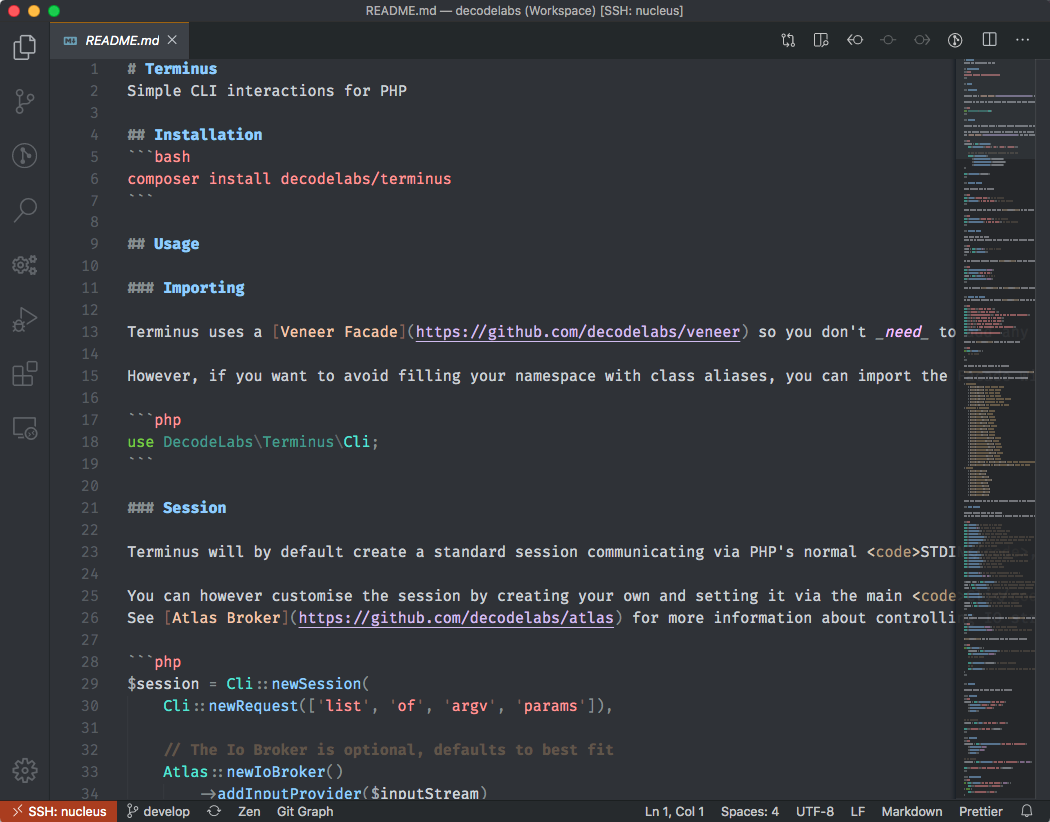 README.md — decodelabs (Workspace) [SSH: nucleus]
README.md
1 # Terminus
2 Simple CLI interactions for PHP
3
4 ## Installation
5 ```bash
6 composer install decodelabs/terminus
7 ```
8
9 ## Usage
10
11 ### Importing
12
13 Terminus uses a [Veneer Facade](https://github.com/decodelabs/veneer) so you don't _need_ to
14
15 However, if you want to avoid filling your namespace with class aliases, you can import the
16
17 ```php
18 use DecodeLabs\Terminus\Cli;
19 ```
20
21 ### Session
22
23 Terminus will by default create a standard session communicating via PHP's normal <code>STDI
24
25 You can however customise the session by creating your own and setting it via the main <code
26 See [Atlas Broker](https://github.com/decodelabs/atlas) for more information about controlli
27
28 ```php
29 $session = Cli::newSession(
30 Cli::newRequest(['list', 'of', 'argv', 'params']),
31
32 // The Io Broker is optional, defaults to best fit
33 Atlas::newIoBroker()
34 ->addInputProvider($inputStream)
SSH: nucleus develop Zen Git Graph Ln 1, Col 1 Spaces: 4 UTF-8 LF Markdown Prettier